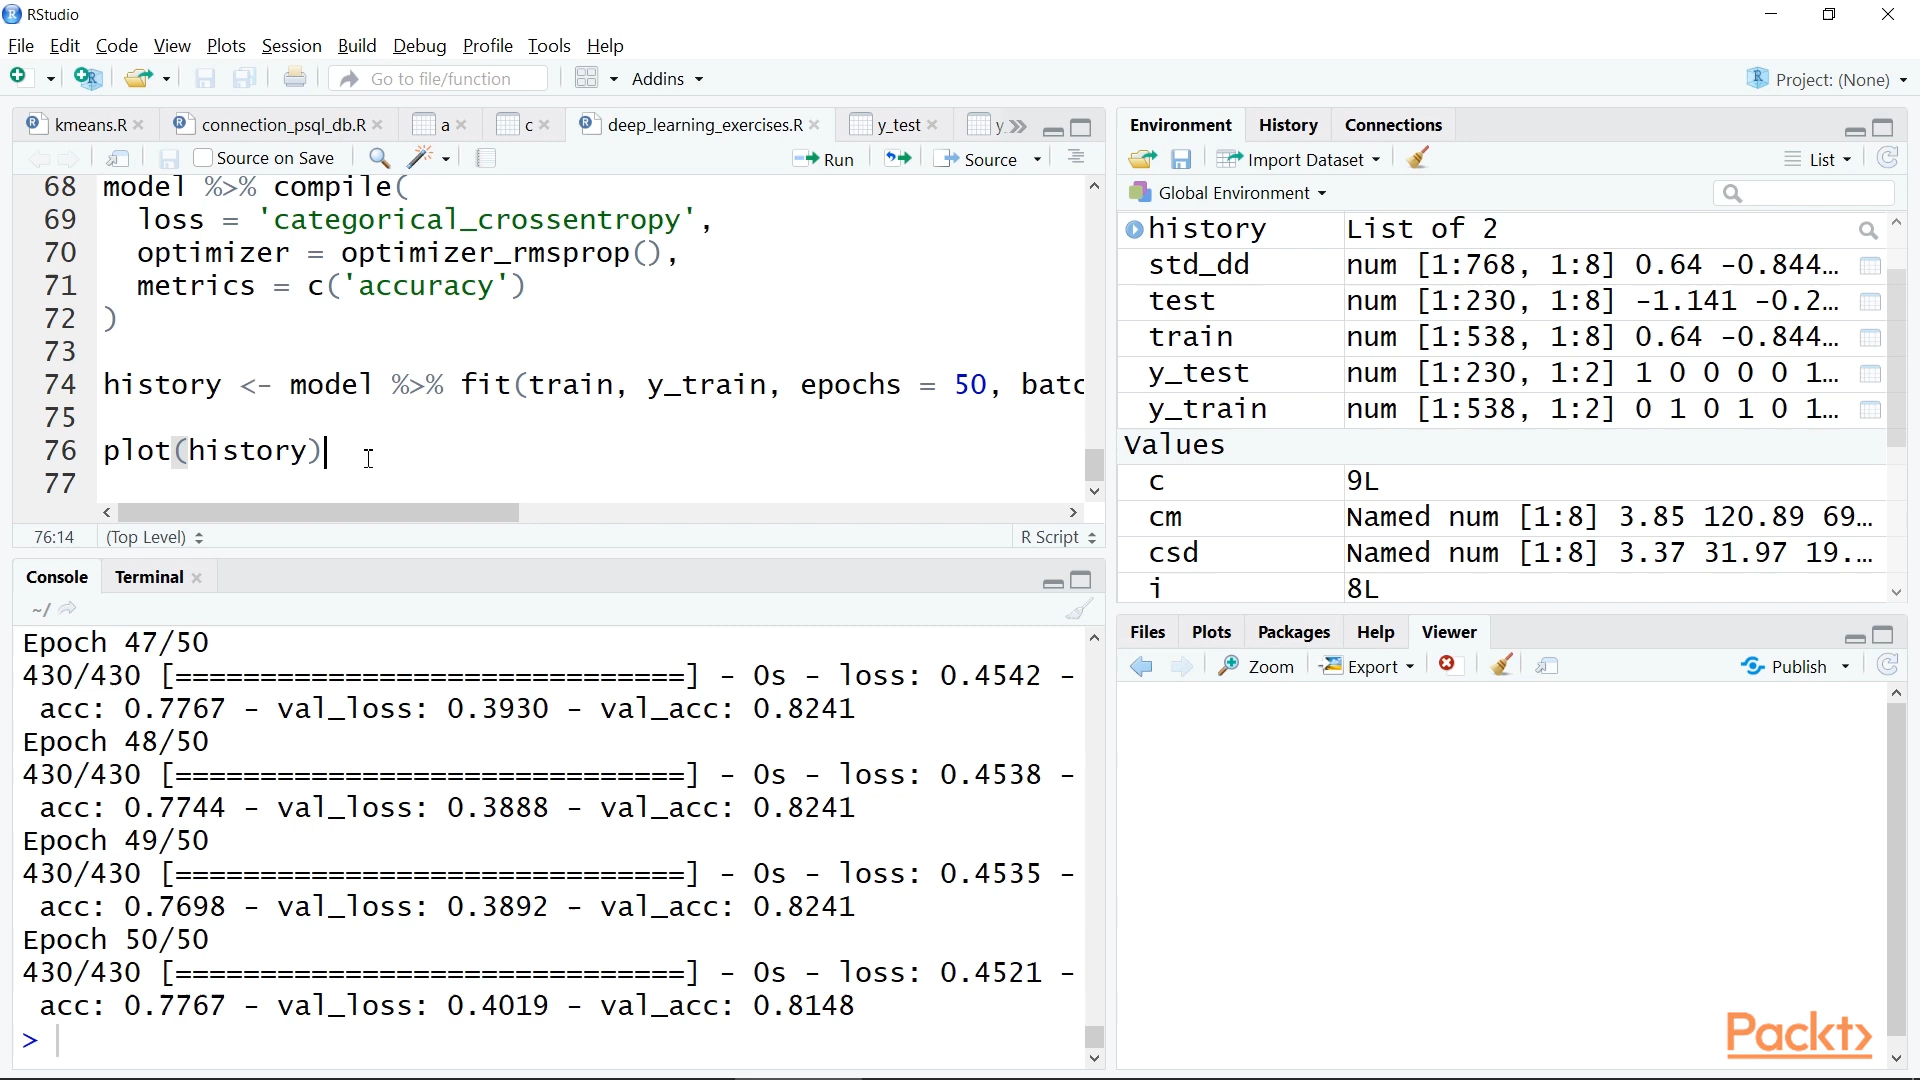 RStudio
File Edit Code View Plots Session Build Debug Profile Tools Help
Go to file/function Addins Project: (None)
kmeans.R connection_psql_db.R a c deep_learning_exercises.R y_test y
Source on Save Run Source
68 model %>% compile(
69 loss = 'categorical_crossentropy',
70 optimizer = optimizer_rmsprop(),
71 metrics = c('accuracy')
72 )
73
74 history <- model %>% fit(train, y_train, epochs = 50, batc
75
76 plot(history)
77
76:14 (Top Level) R Script
Console Terminal
~/
Epoch 47/50
430/430 [==============================] - 0s - loss: 0.4542 -
acc: 0.7767 - val_loss: 0.3930 - val_acc: 0.8241
Epoch 48/50
430/430 [==============================] - 0s - loss: 0.4538 -
acc: 0.7744 - val_loss: 0.3888 - val_acc: 0.8241
Epoch 49/50
430/430 [==============================] - 0s - loss: 0.4535 -
acc: 0.7698 - val_loss: 0.3892 - val_acc: 0.8241
Epoch 50/50
430/430 [==============================] - 0s - loss: 0.4521 -
acc: 0.7767 - val_loss: 0.4019 - val_acc: 0.8148
>
Environment History Connections
Import Dataset List
Global Environment
history List of 2
std_dd num [1:768, 1:8] 0.64 -0.844…
test num [1:230, 1:8] -1.141 -0.2…
train num [1:538, 1:8] 0.64 -0.844…
y_test num [1:230, 1:2] 1 0 0 0 0 1…
y_train num [1:538, 1:2] 0 1 0 1 0 1…
Values
c 9L
cm Named num [1:8] 3.85 120.89 69…
csd Named num [1:8] 3.37 31.97 19.…
i 8L
Files Plots Packages Help Viewer
Zoom Export Publish
Packt>